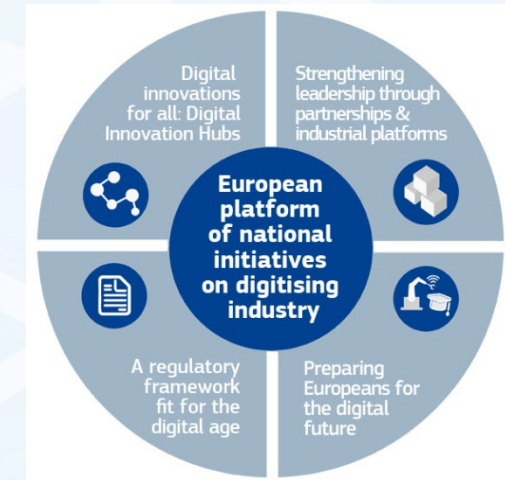 Digital
innovations
for all: Digital
Innovation Hubs
Strengthening
leadership through
partnerships &
industrial platforms
European
platform
of national
initiatives
on digitising
industry
A regulatory
framework
fit for the
digital age
Preparing
Europeans for
the digital
future